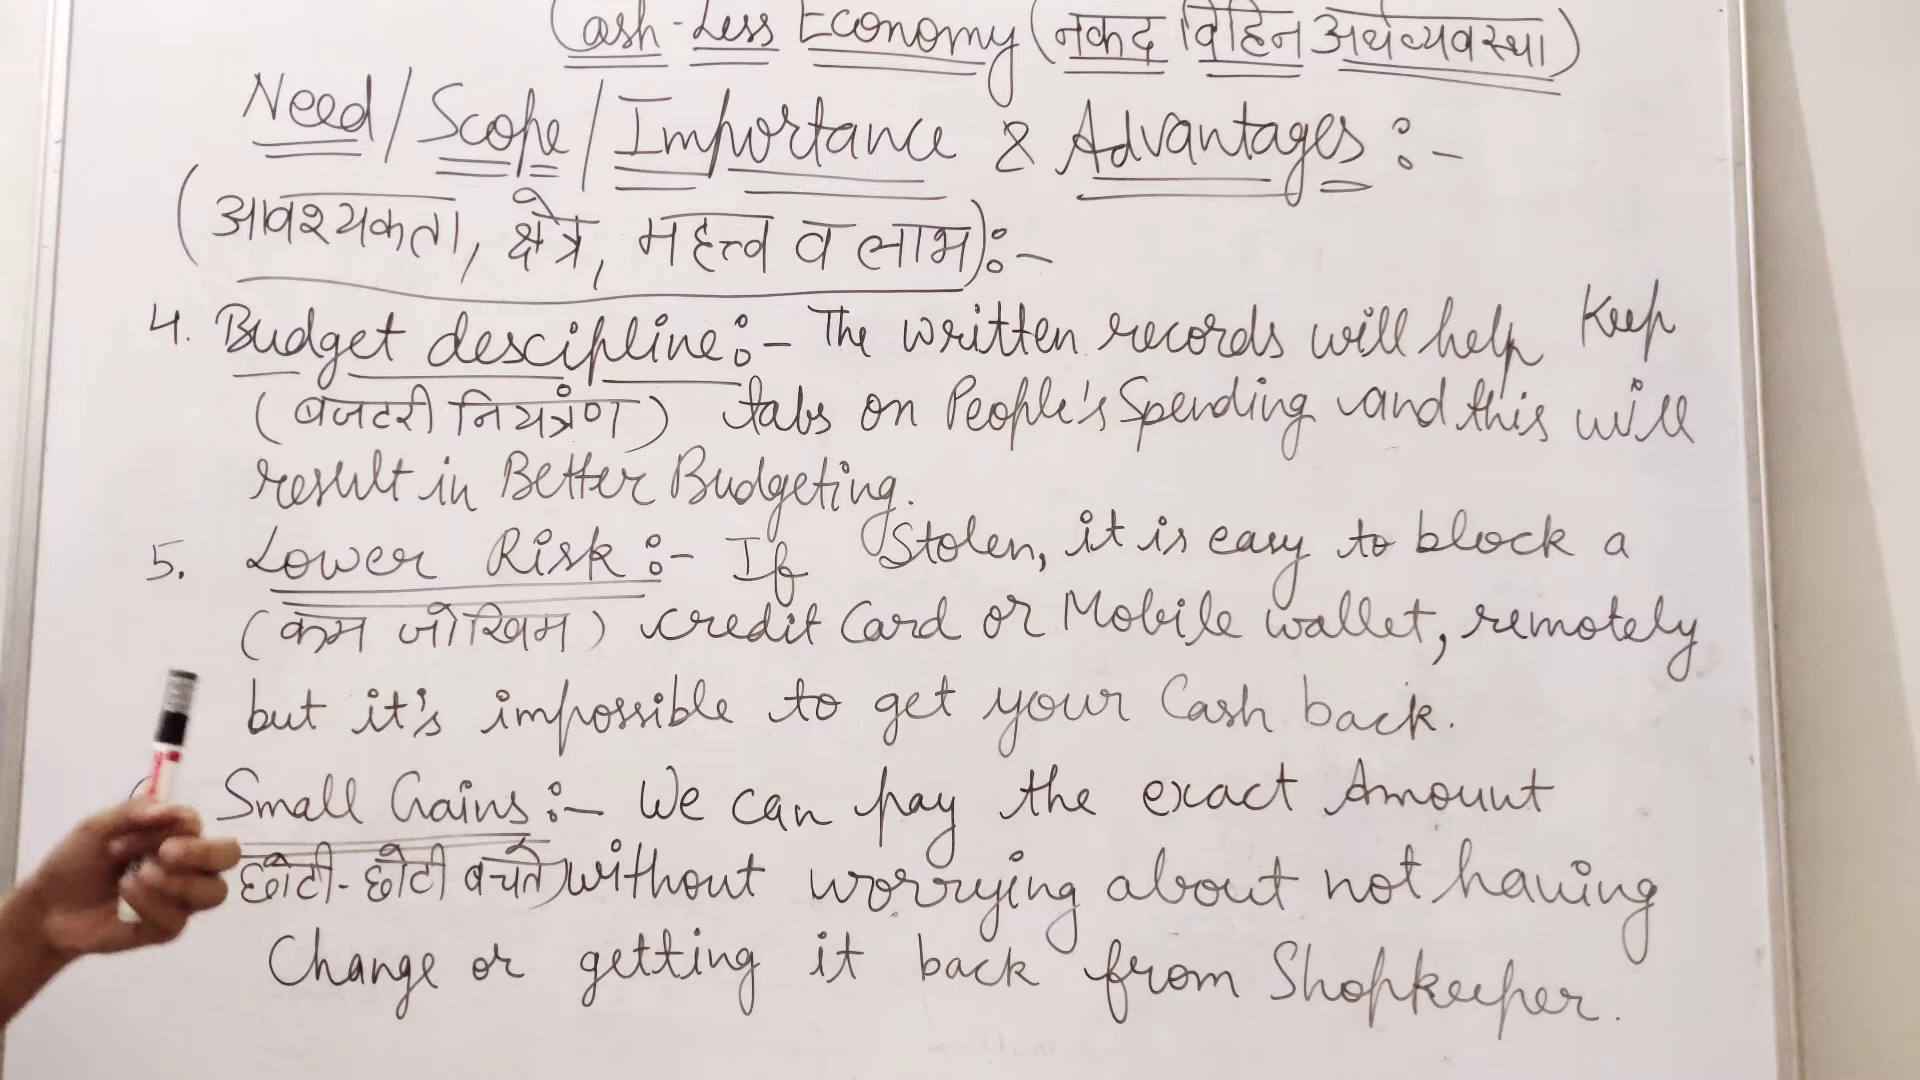 Cash-Less Economy (नकद विहिन अर्थव्यवस्था)
Need/Scope/Importance & Advantages:-
(आवश्यकता, क्षेत्र, महत्त्व व लाभ):-
4. Budget descipline:- The written records will help Keep
(बजटरी नियंत्रण) tabs on People's Spending and this will
result in Better Budgeting.
5. Lower Risk:- If Stolen, it is easy to block a
(कम जोखिम) credit Card or Mobile wallet, remotely
but it's impossible to get your Cash back.
Small Gains:- We can pay the exact Amount
छोटी-छोटी बचतें) without worrying about not having
Change or getting it back from Shopkeeper.